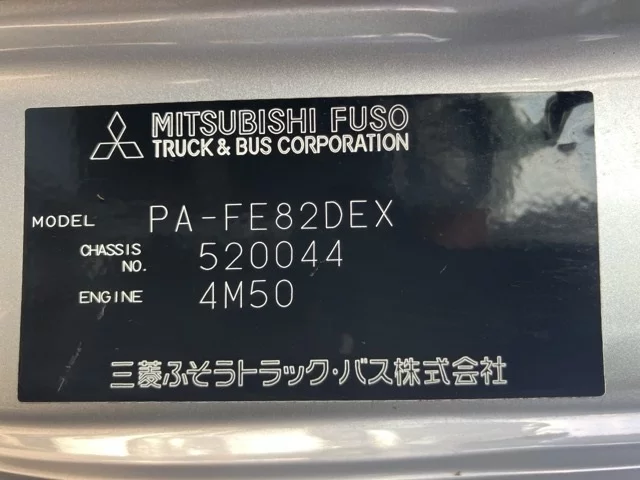 MITSUBISHI FUSO
TRUCK & BUS CORPORATION
MODEL PA-FE82DEX
CHASSIS NO. 520044
ENGINE 4M50
三菱ふそうトラック・バス株式会社